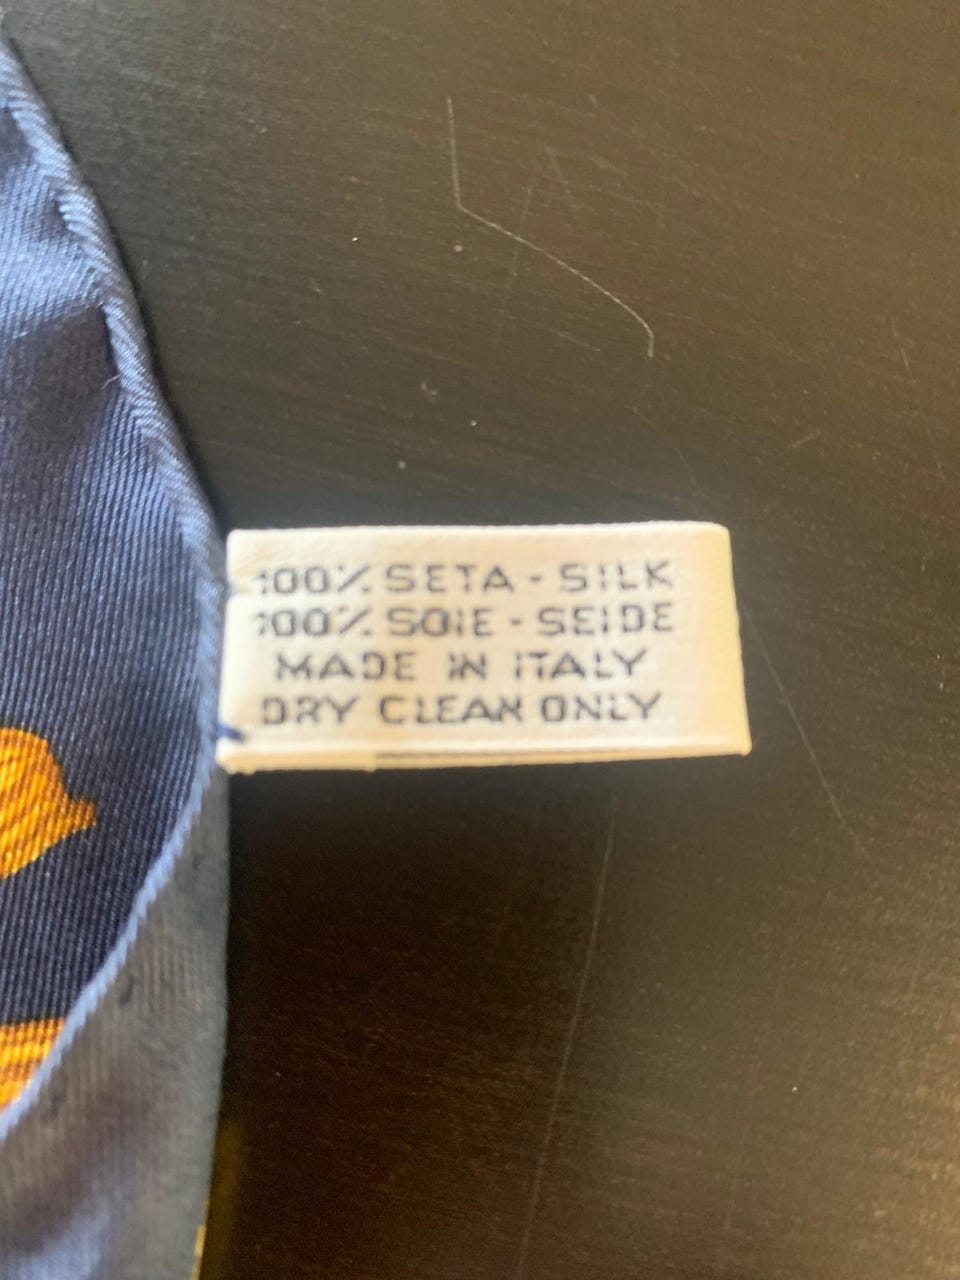 100% SETA - SILK
100% SOIE - SEIDE
MADE IN ITALY
DRY CLEAN ONLY